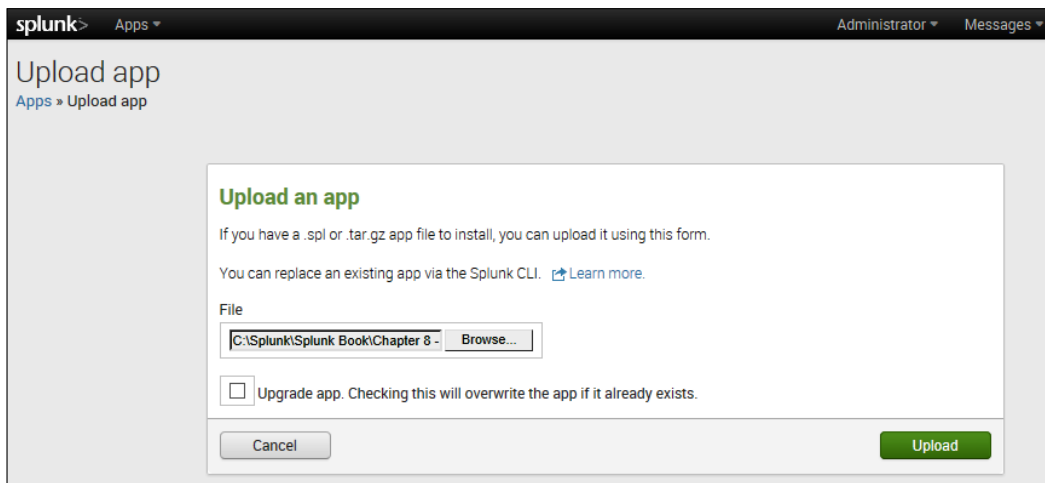 splunk> Apps Administrator Messages
Upload app
Apps » Upload app
Upload an app
If you have a .spl or .tar.gz app file to install, you can upload it using this form.
You can replace an existing app via the Splunk CLI. Learn more.
File
C:\Splunk\Splunk Book\Chapter 8 - Browse...
Upgrade app. Checking this will overwrite the app if it already exists.
Cancel Upload